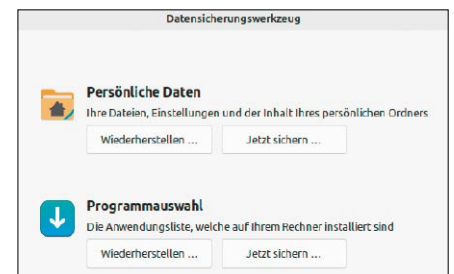 Datensicherungswerkzeug
Persönliche Daten
Ihre Dateien, Einstellungen und der Inhalt Ihres persönlichen Ordners
Wiederherstellen ... Jetzt sichern ...
Programmauswahl
Die Anwendungsliste, welche auf Ihrem Rechner installiert sind
Wiederherstellen ... Jetzt sichern ...